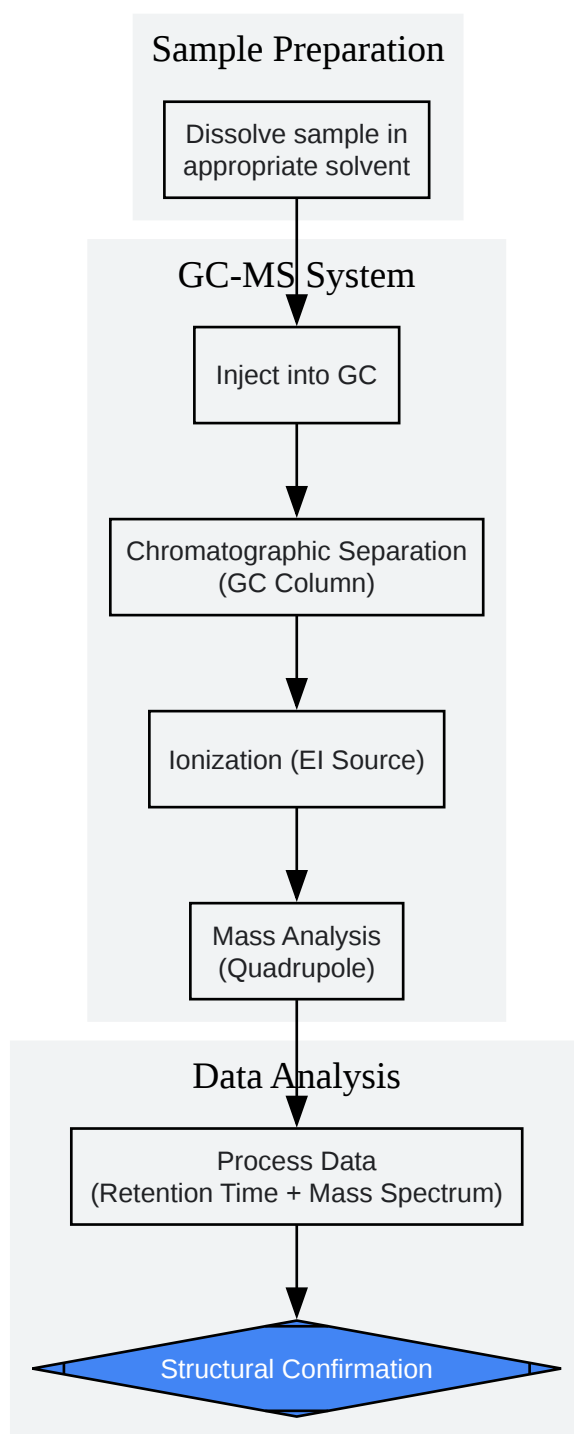 Sample Preparation
Dissolve sample in
appropriate solvent
GC-MS System
Inject into GC
Chromatographic Separation
(GC Column)
Ionization (EI Source)
Mass Analysis
(Quadrupole)
Data Analysis
Process Data
(Retention Time + Mass Spectrum)
Structural Confirmation